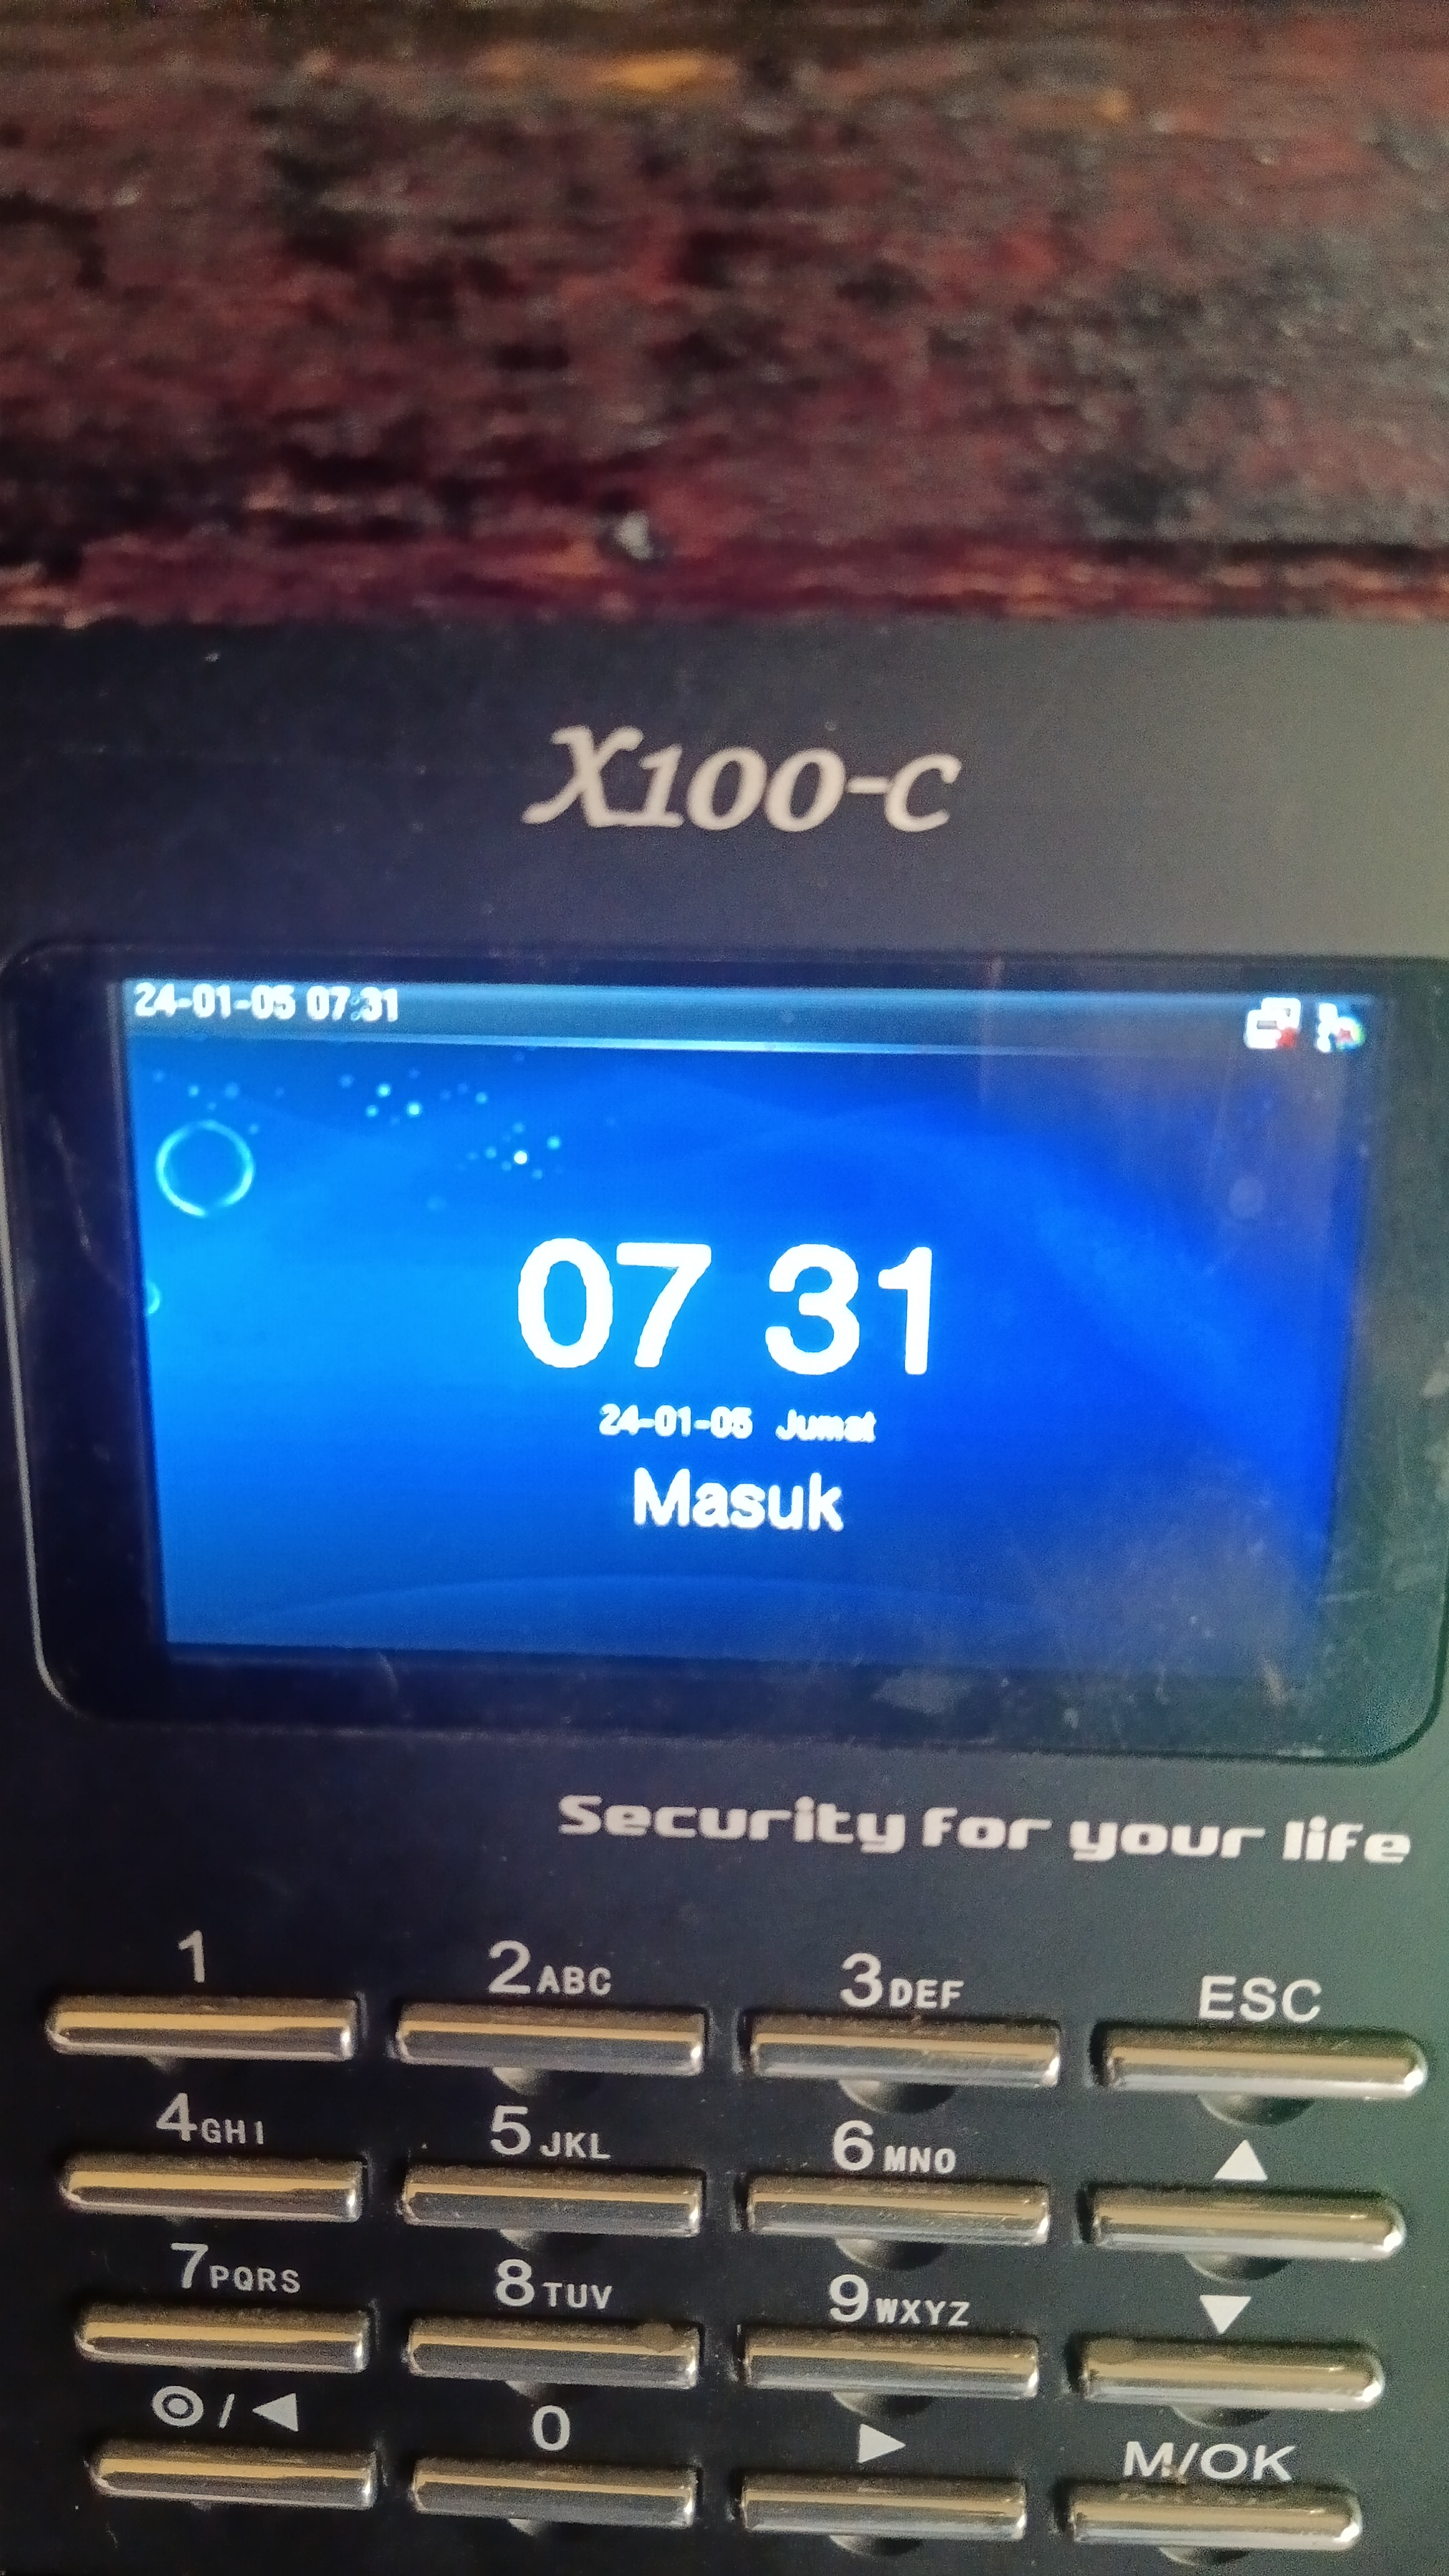 X100-C
24-01-05 07:31
07 31
24-01-05 Jumat
Masuk
Security for your life
1 2ABC 3DEF ESC
4GHI 5JKL 6MNO ▲
7PQRS 8TUV 9WXYZ ▼
◎/◀ 0 ▶ M/OK